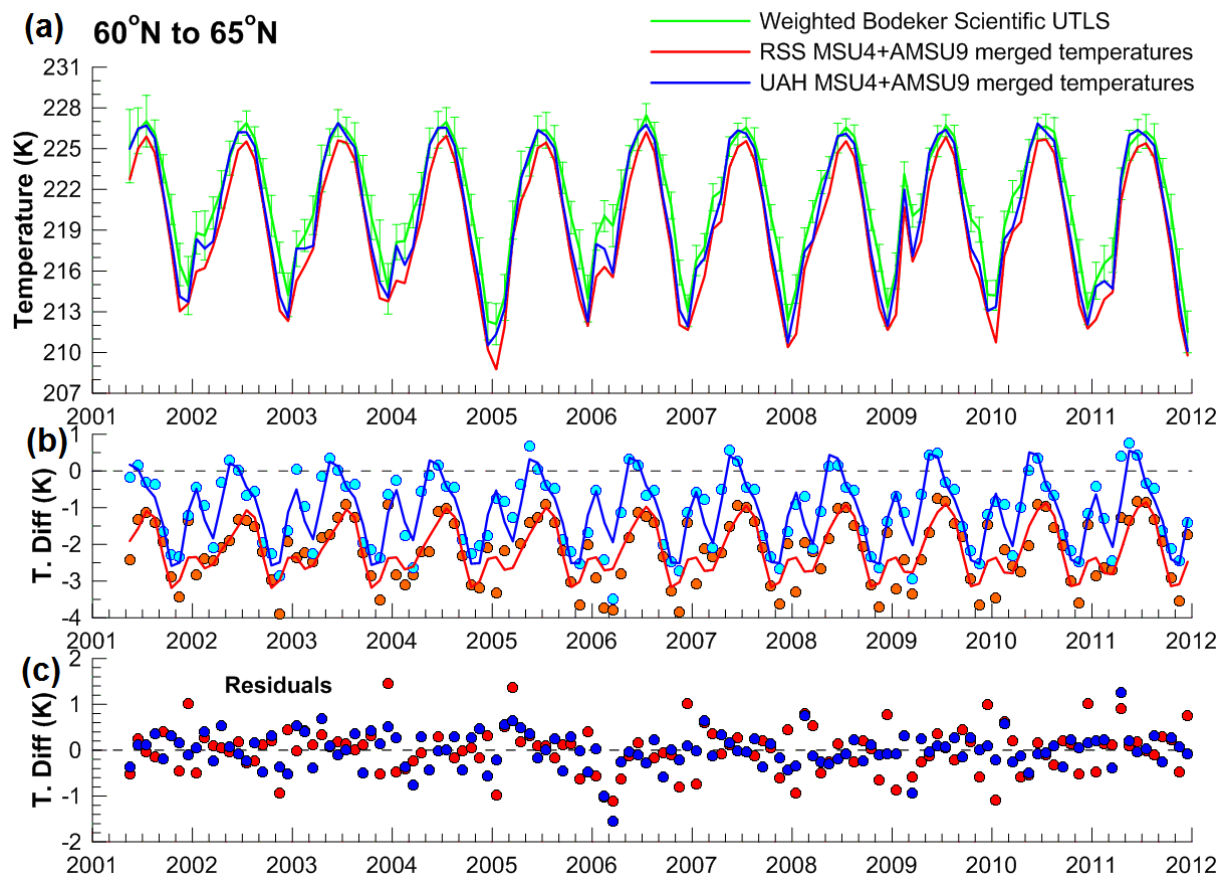 (a) 60°N to 65°N
Weighted Bodeker Scientific UTLS
RSS MSU4+AMSU9 merged temperatures
UAH MSU4+AMSU9 merged temperatures
Temperature (K)
231
228
225
222
219
216
213
210
207
2001 2002 2003 2004 2005 2006 2007 2008 2009 2010 2011 2012
(b)
T. Diff (K)
1
0
-1
-2
-3
-4
2001 2002 2003 2004 2005 2006 2007 2008 2009 2010 2011 2012
(c)
Residuals
T. Diff (K)
2
1
0
-1
-2
2001 2002 2003 2004 2005 2006 2007 2008 2009 2010 2011 2012